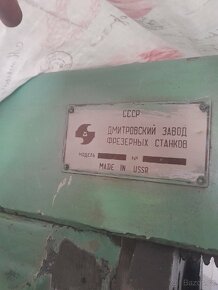 СССР
ДМИТРОВСКИЙ ЗАВОД
ФРЕЗЕРНЫХ СТАНКОВ
МОДЕЛЬ №
MADE IN USSR